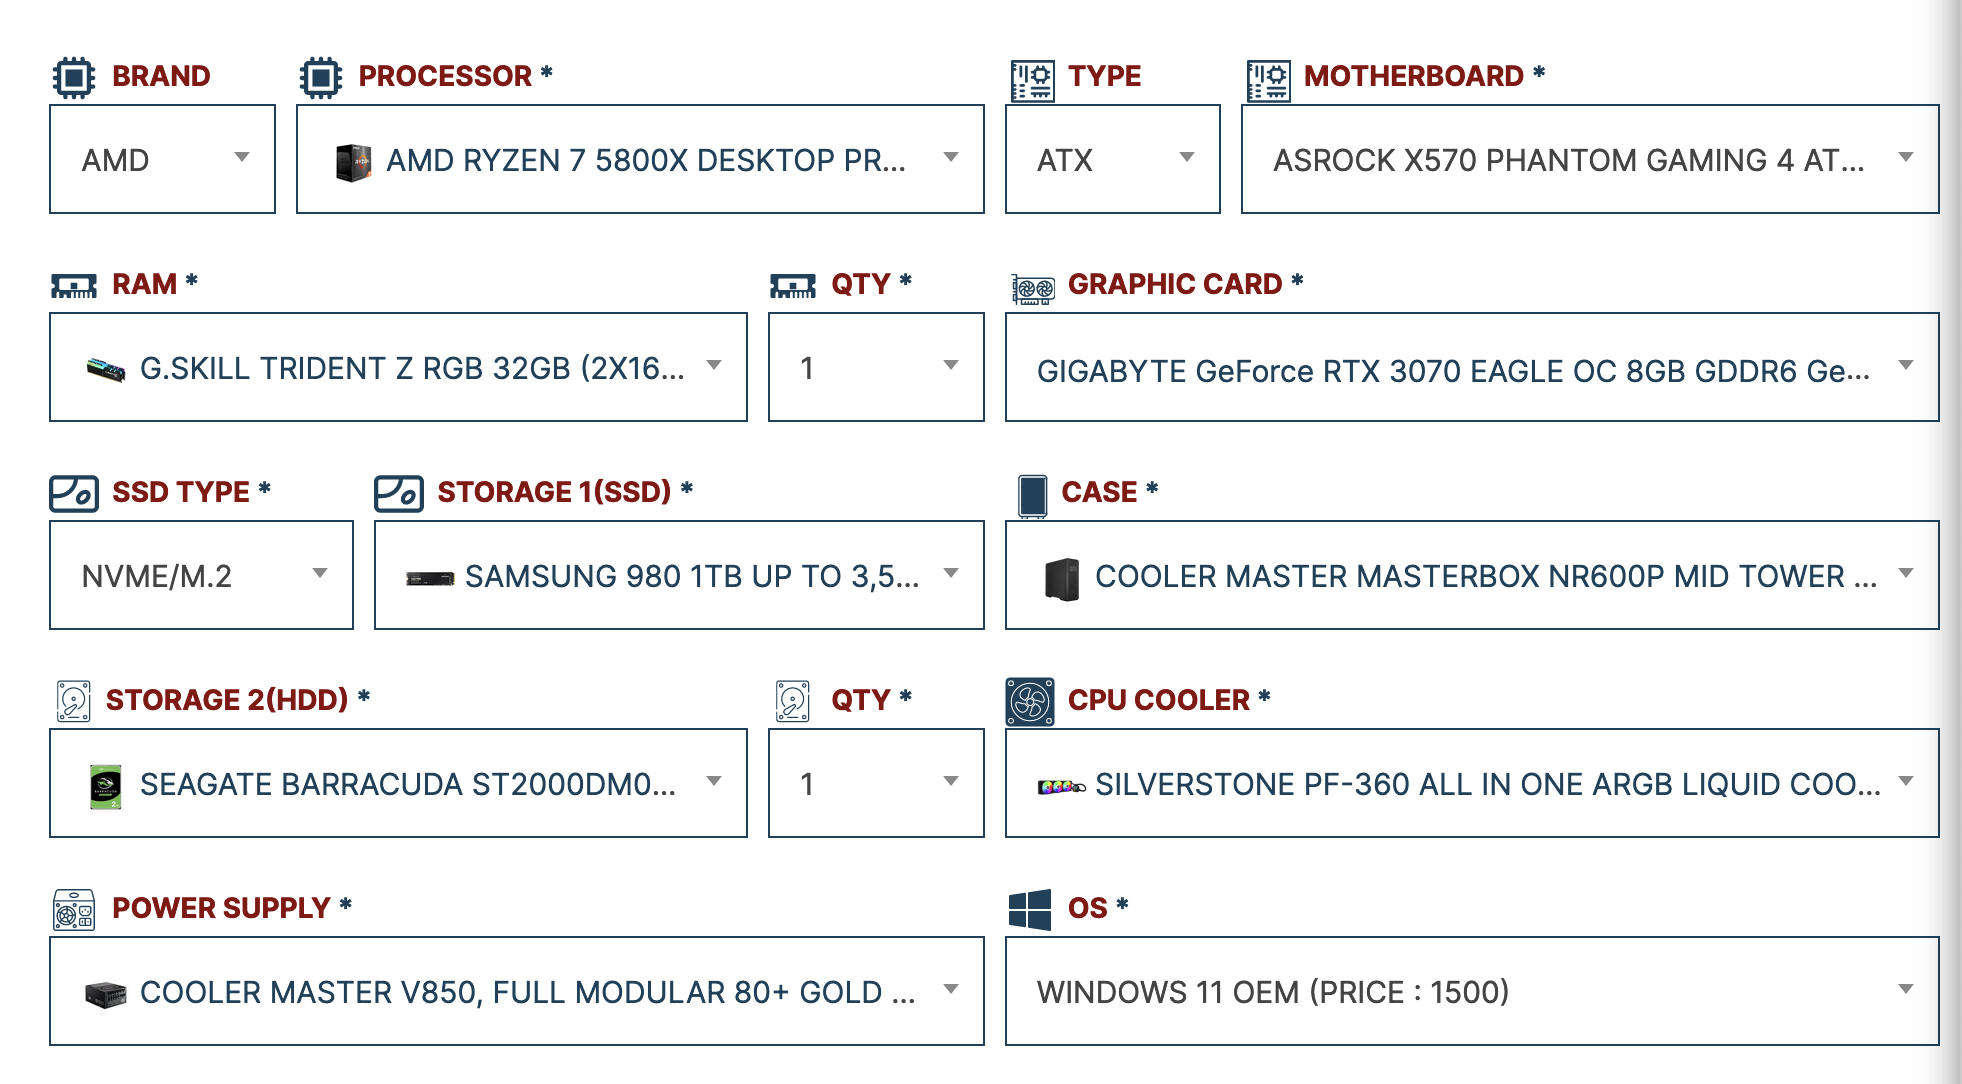 BRAND
PROCESSOR *
TYPE
MOTHERBOARD *
AMD
AMD RYZEN 7 5800X DESKTOP PR...
ATX
ASROCK X570 PHANTOM GAMING 4 AT...
RAM *
QTY *
GRAPHIC CARD *
G.SKILL TRIDENT Z RGB 32GB (2X16...
1
GIGABYTE GeForce RTX 3070 EAGLE OC 8GB GDDR6 Ge...
SSD TYPE *
STORAGE 1(SSD) *
CASE *
NVME/M.2
SAMSUNG 980 1TB UP TO 3,5...
COOLER MASTER MASTERBOX NR600P MID TOWER ...
STORAGE 2(HDD) *
QTY *
CPU COOLER *
SEAGATE BARRACUDA ST2000DM0...
1
SILVERSTONE PF-360 ALL IN ONE ARGB LIQUID COO...
POWER SUPPLY *
OS *
COOLER MASTER V850, FULL MODULAR 80+ GOLD ...
WINDOWS 11 OEM (PRICE : 1500)